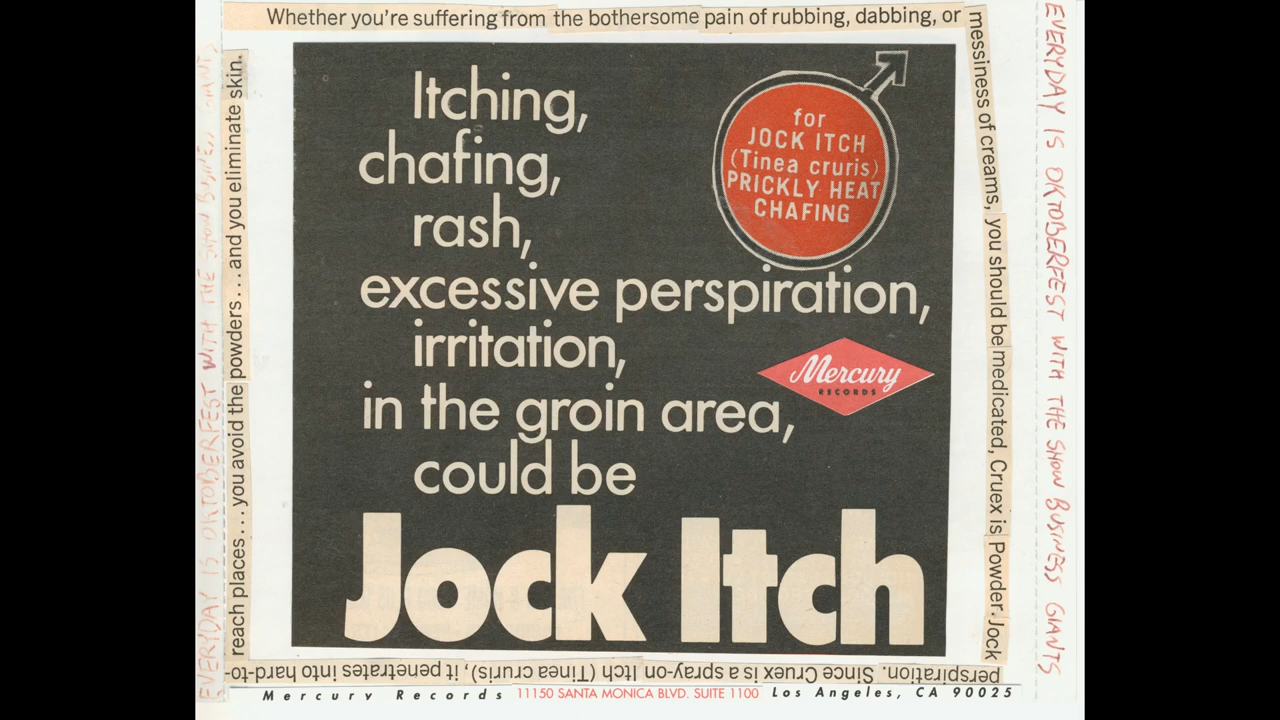 Whether you're suffering from the bothersome pain of rubbing, dabbing, or
messiness of creams, you should be medicated, Cruex is Powder. Jock
perspiration. Since Cruex is a spray-on Itch (Tinea cruris), it penetrates into hard-to-
reach places... you avoid the powders... and you eliminate skin.
Itching,
chafing,
rash,
excessive perspiration,
irritation,
in the groin area,
could be
Jock Itch
for
JOCK ITCH
(Tinea cruris)
PRICKLY HEAT
CHAFING
Mercury
RECORDS
EVERYDAY IS OKTOBERFEST WITH THE SHOW BUSINESS GIANTS
EVERYDAY IS OKTOBERFEST WITH THE SHOW BUSINESS GIANTS
Mercury Records 11150 SANTA MONICA BLVD. SUITE 1100 Los Angeles, CA 90025